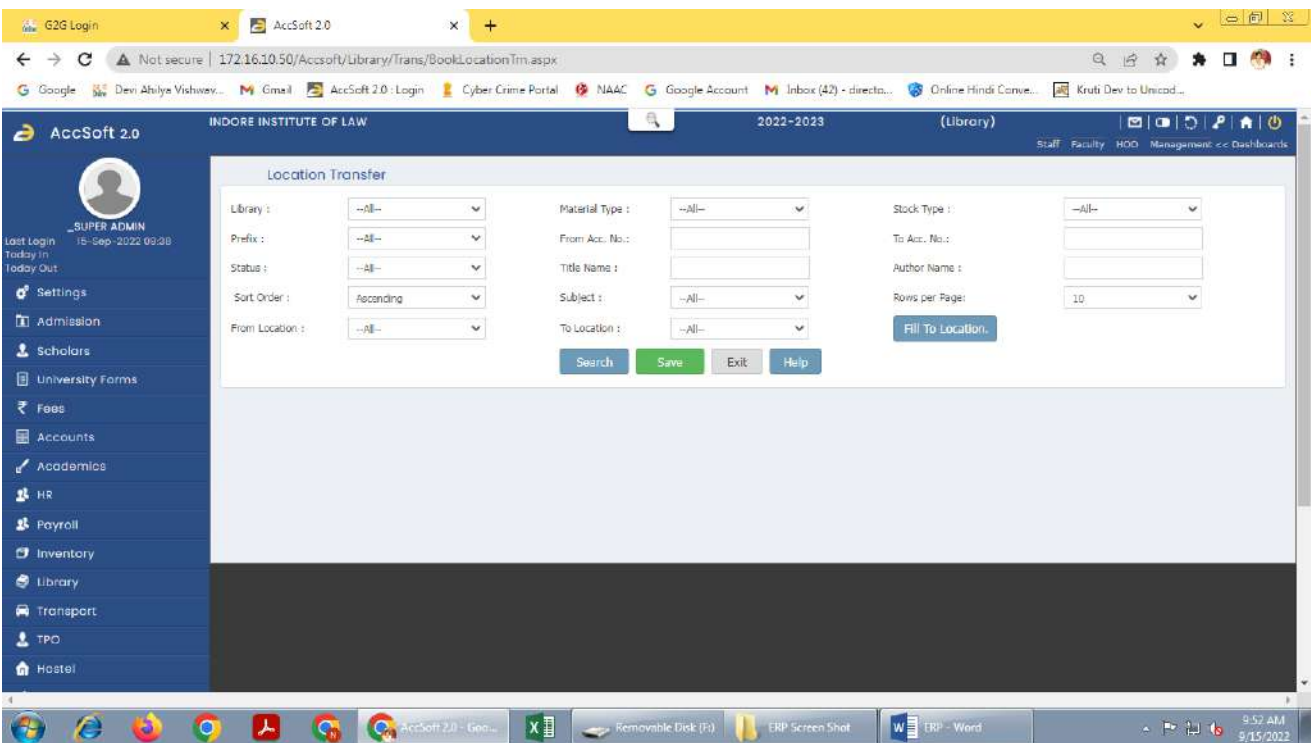 G2G Login
AccSoft 2.0
Not secure | 172.16.10.50/Accsoft/Library/Trans/BookLocationTrn.aspx
Google Devi Ahilya Vishwav... Gmail AccSoft 2.0 : Login Cyber Crime Portal NAAC Google Account Inbox (42) - directo... Online Hindi Conve... Kruti Dev to Unicod...
AccSoft 2.0 INDORE INSTITUTE OF LAW 2022-2023 (Library)
Staff Faculty HOD Management << Dashboards
_SUPER ADMIN
Last Login 15-Sep-2022 09:38
Today In
Today Out
Settings
Admission
Scholars
University Forms
Fees
Accounts
Academics
HR
Payroll
Inventory
Library
Transport
TPO
Hostel
Location Transfer
Library : --All-- Material Type : --All-- Stock Type : --All--
Prefix : --All-- From Acc. No.: To Acc. No.:
Status : --All-- Title Name : Author Name :
Sort Order : Ascending Subject : --All-- Rows per Page: 10
From Location : --All-- To Location : --All-- Fill To Location.
Search Save Exit Help
AccSoft 2.0 - Goo... Removable Disk (F:) ERP Screen Shot ERP - Word
9:52 AM
9/15/2022